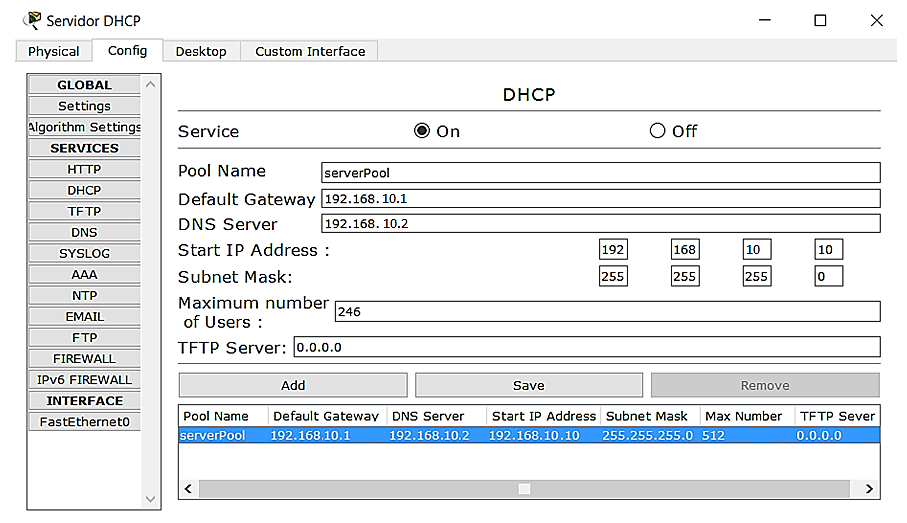 Servidor DHCP
Physical Config Desktop Custom Interface
GLOBAL
Settings
Algorithm Settings
SERVICES
HTTP
DHCP
TFTP
DNS
SYSLOG
AAA
NTP
EMAIL
FTP
FIREWALL
IPv6 FIREWALL
INTERFACE
FastEthernet0
DHCP
Service On Off
Pool Name serverPool
Default Gateway 192.168.10.1
DNS Server 192.168.10.2
Start IP Address : 192 168 10 10
Subnet Mask: 255 255 255 0
Maximum number
of Users : 246
TFTP Server: 0.0.0.0
Add Save Remove
Pool Name Default Gateway DNS Server Start IP Address Subnet Mask Max Number TFTP Sever
serverPool 192.168.10.1 192.168.10.2 192.168.10.10 255.255.255.0 512 0.0.0.0